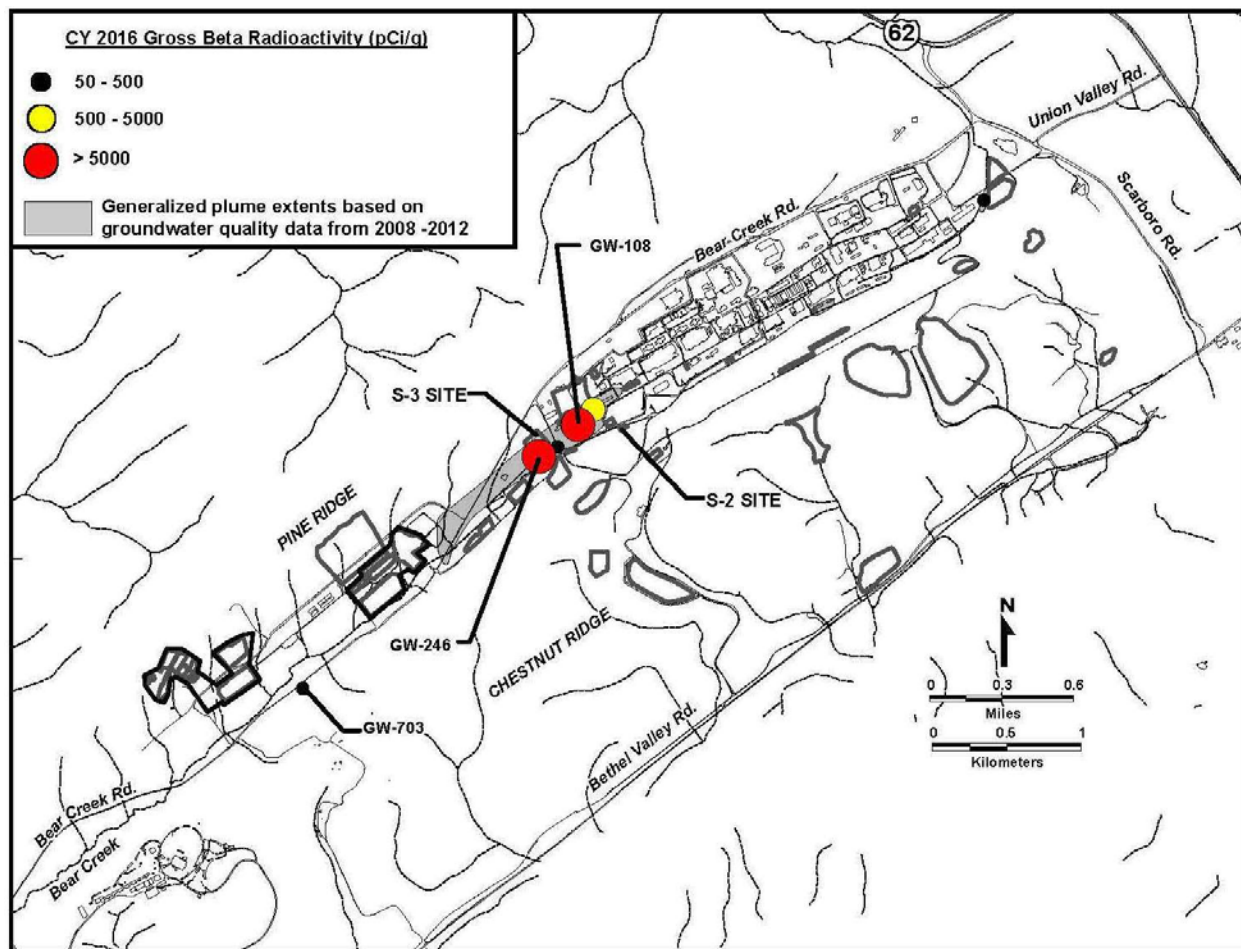 CY 2016 Gross Beta Radioactivity (pCi/g)
50 - 500
500 - 5000
> 5000
Generalized plume extents based on
groundwater quality data from 2008 -2012
62
Union Valley Rd.
Scarboro Rd.
Bear Creek Rd.
GW-108
S-3 SITE
S-2 SITE
PINE RIDGE
GW-246
CHESTNUT RIDGE
GW-703
Bethel Valley Rd.
Bear Creek Rd.
Bear Creek
N
0 0.3 0.6
Miles
0 0.5 1
Kilometers